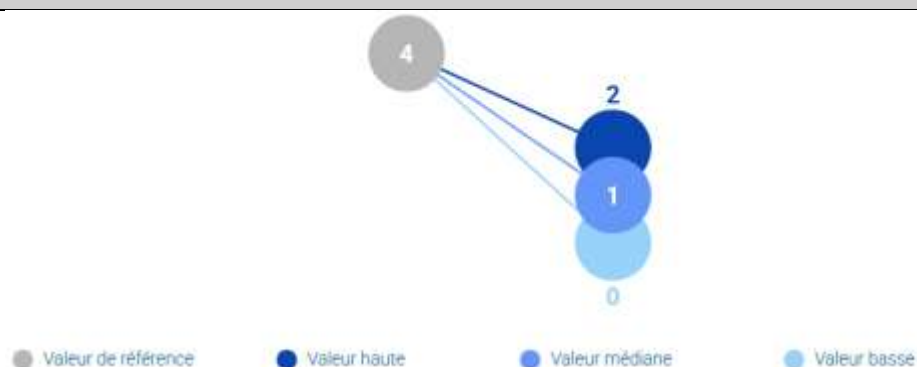 4
2
1
0
Valeur de référence
Valeur haute
Valeur médiane
Valeur basse